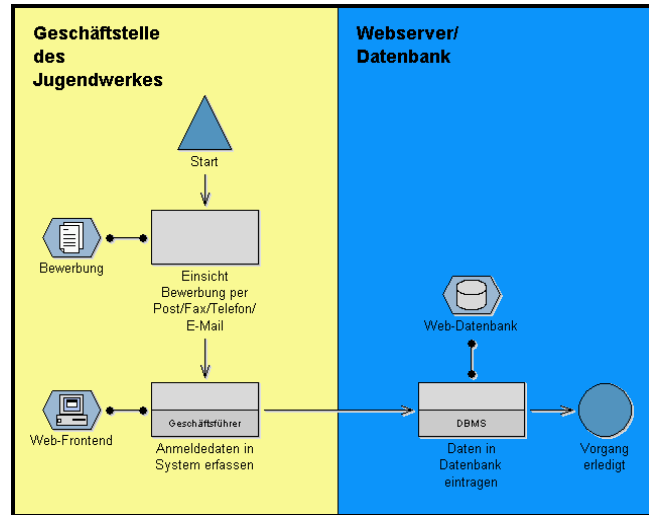 Geschäftstelle
des
Jugendwerkes
Webserver/
Datenbank
Start
Bewerbung
Einsicht
Bewerbung per
Post/Fax/Telefon/
E-Mail
Web-Datenbank
Web-Frontend
Geschäftsführer
Anmeldedaten in
System erfassen
DBMS
Daten in
Datenbank
eintragen
Vorgang
erledigt